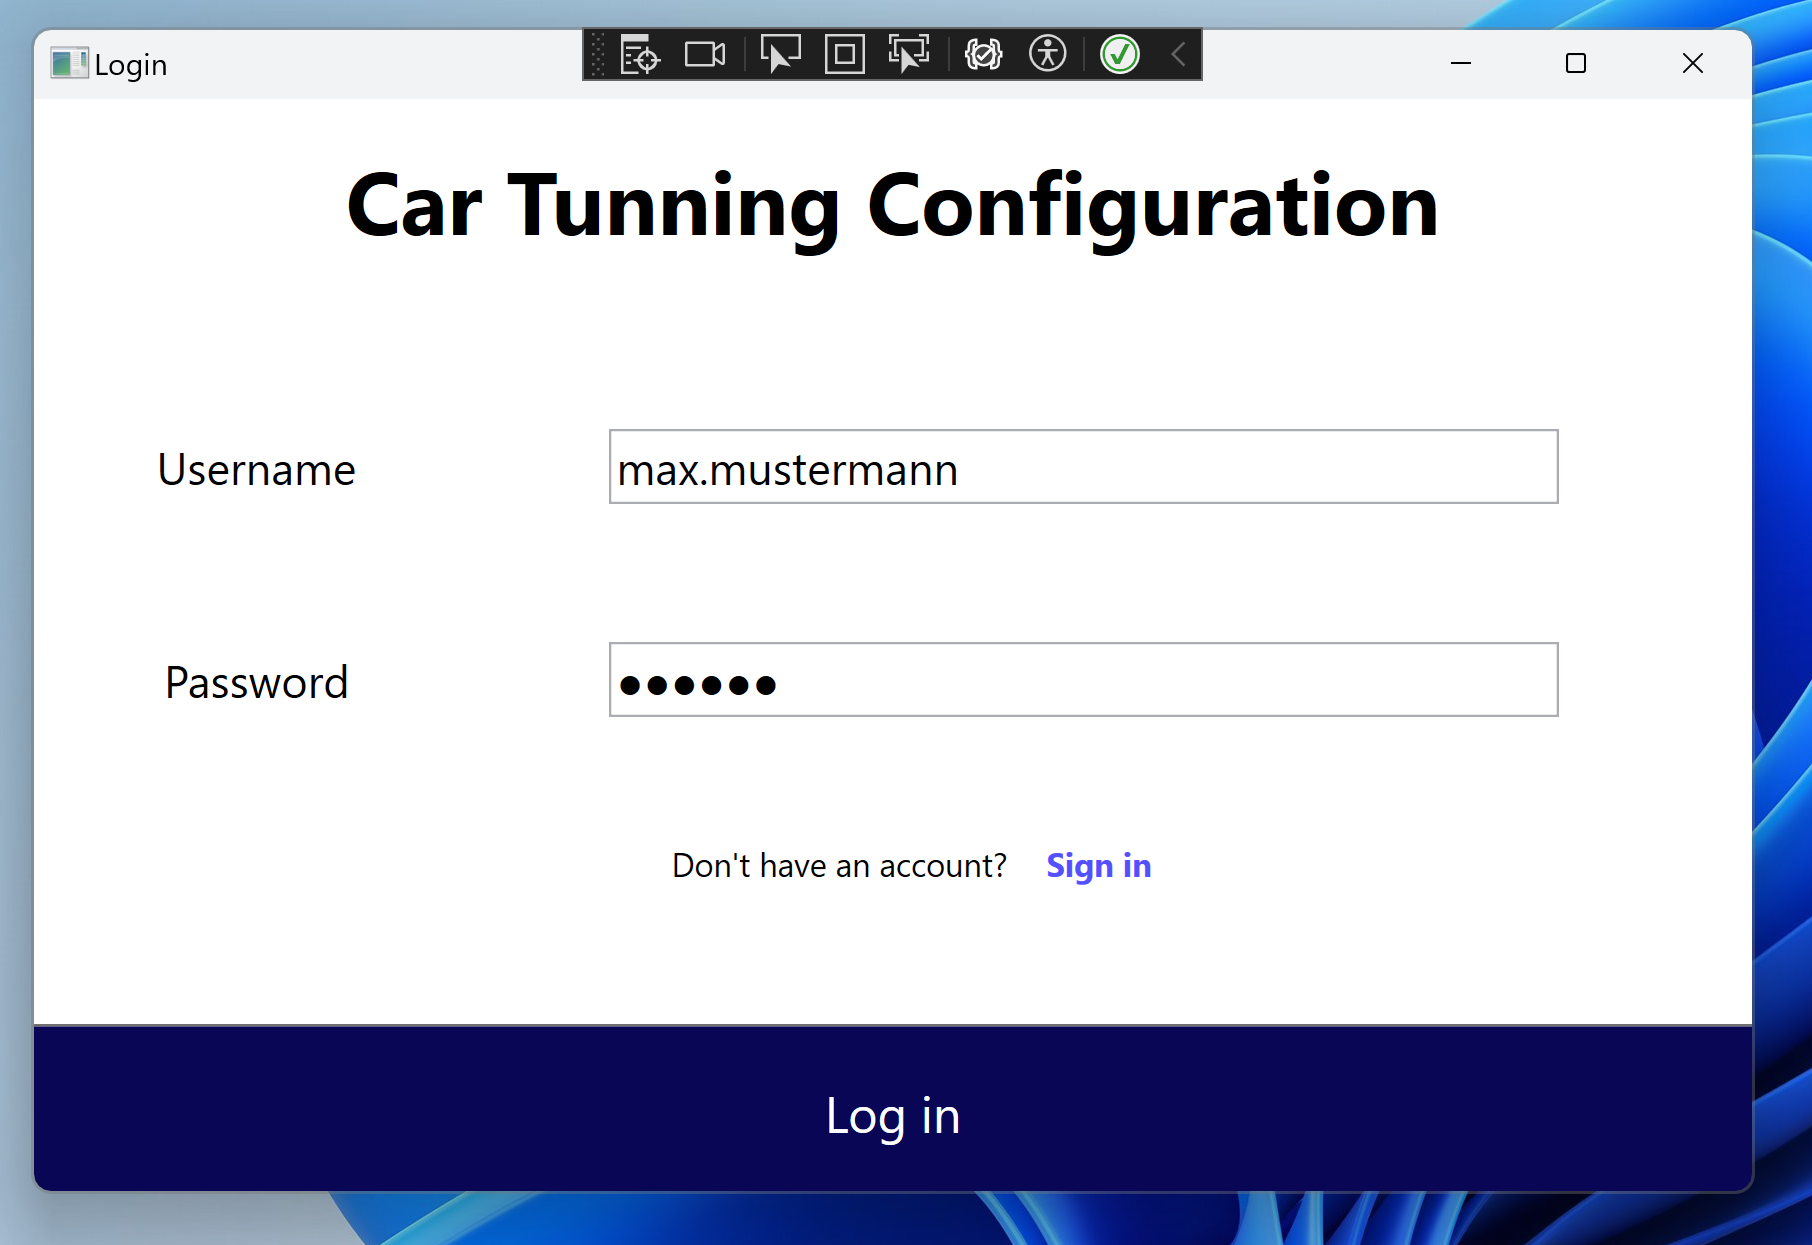 Login
Car Tunning Configuration
Username
max.mustermann
Password
●●●●●●
Don't have an account? Sign in
Log in